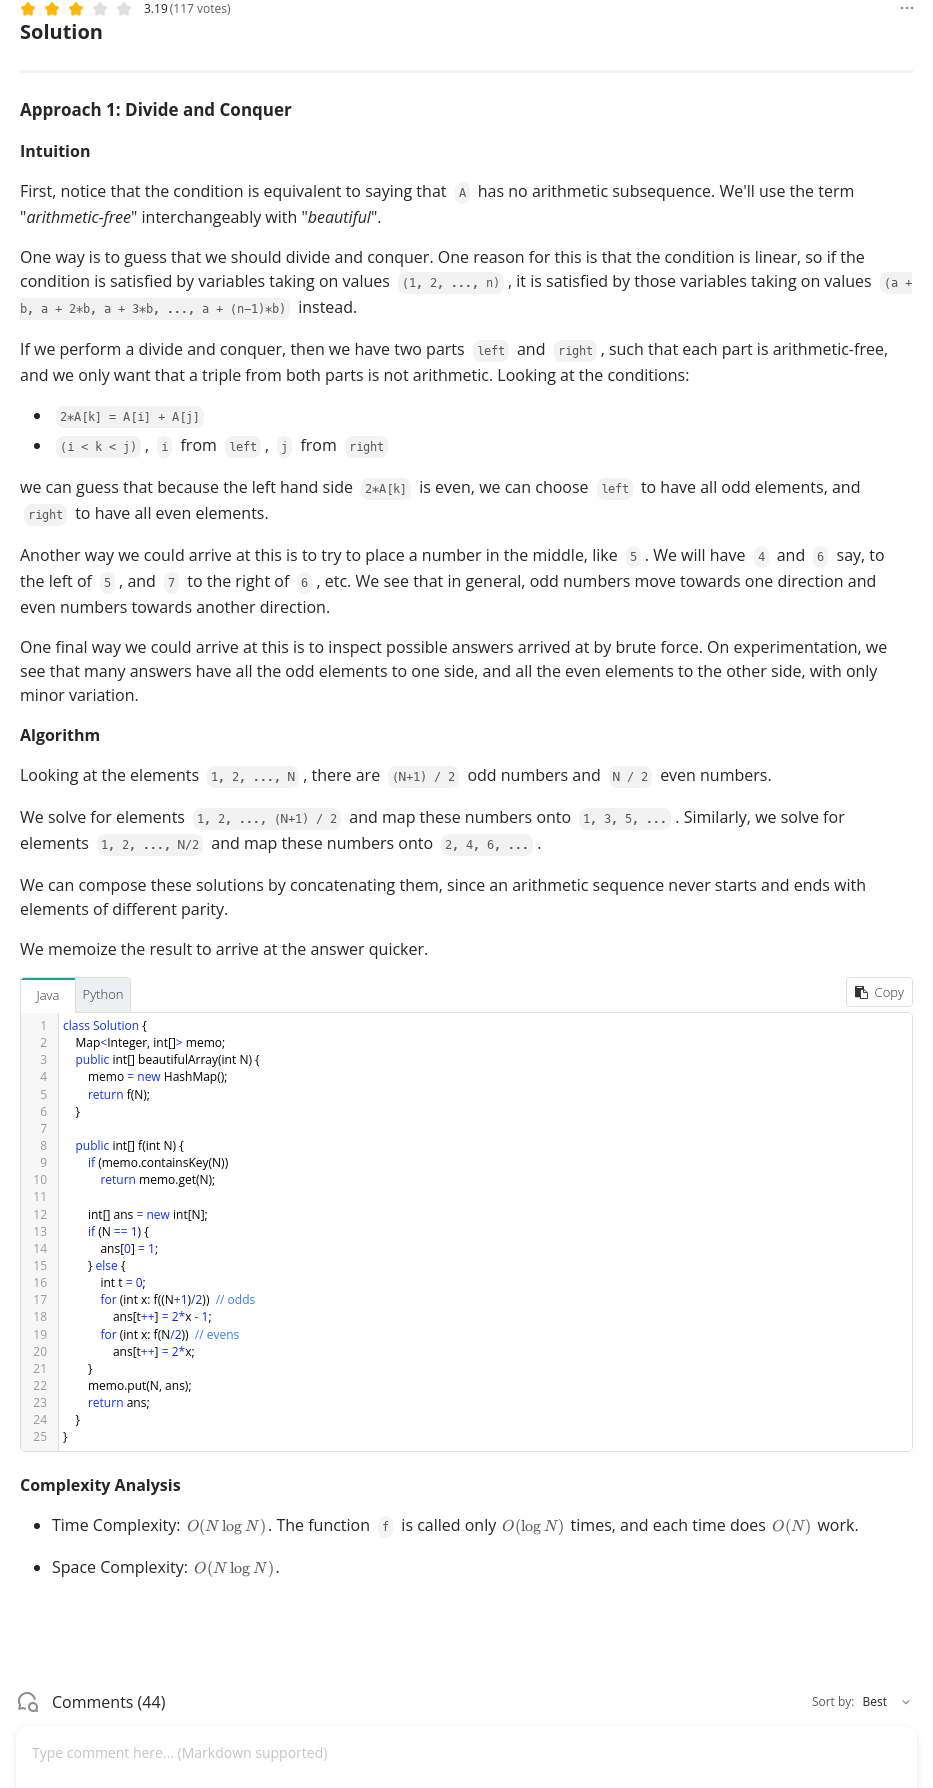 3.19 (117 votes)
Solution
Approach 1: Divide and Conquer
Intuition
First, notice that the condition is equivalent to saying that A has no arithmetic subsequence. We'll use the term
"arithmetic-free" interchangeably with "beautiful".
One way is to guess that we should divide and conquer. One reason for this is that the condition is linear, so if the
condition is satisfied by variables taking on values (1, 2, ..., n) , it is satisfied by those variables taking on values (a +
b, a + 2*b, a + 3*b, ..., a + (n-1)*b) instead.
If we perform a divide and conquer, then we have two parts left and right , such that each part is arithmetic-free,
and we only want that a triple from both parts is not arithmetic. Looking at the conditions:
• 2*A[k] = A[i] + A[j]
• (i < k < j) , i from left , j from right
we can guess that because the left hand side 2*A[k] is even, we can choose left to have all odd elements, and
right to have all even elements.
Another way we could arrive at this is to try to place a number in the middle, like 5 . We will have 4 and 6 say, to
the left of 5 , and 7 to the right of 6 , etc. We see that in general, odd numbers move towards one direction and
even numbers towards another direction.
One final way we could arrive at this is to inspect possible answers arrived at by brute force. On experimentation, we
see that many answers have all the odd elements to one side, and all the even elements to the other side, with only
minor variation.
Algorithm
Looking at the elements 1, 2, ..., N , there are (N+1) / 2 odd numbers and N / 2 even numbers.
We solve for elements 1, 2, ..., (N+1) / 2 and map these numbers onto 1, 3, 5, ... . Similarly, we solve for
elements 1, 2, ..., N/2 and map these numbers onto 2, 4, 6, ... .
We can compose these solutions by concatenating them, since an arithmetic sequence never starts and ends with
elements of different parity.
We memoize the result to arrive at the answer quicker.
Java Python Copy
1 class Solution {
2 Map<Integer, int[]> memo;
3 public int[] beautifulArray(int N) {
4 memo = new HashMap();
5 return f(N);
6 }
7
8 public int[] f(int N) {
9 if (memo.containsKey(N))
10 return memo.get(N);
11
12 int[] ans = new int[N];
13 if (N == 1) {
14 ans[0] = 1;
15 } else {
16 int t = 0;
17 for (int x: f((N+1)/2)) // odds
18 ans[t++] = 2*x - 1;
19 for (int x: f(N/2)) // evens
20 ans[t++] = 2*x;
21 }
22 memo.put(N, ans);
23 return ans;
24 }
25 }
Complexity Analysis
• Time Complexity: O(N log N). The function f is called only O(log N) times, and each time does O(N) work.
• Space Complexity: O(N log N).
Comments (44) Sort by: Best
Type comment here... (Markdown supported)